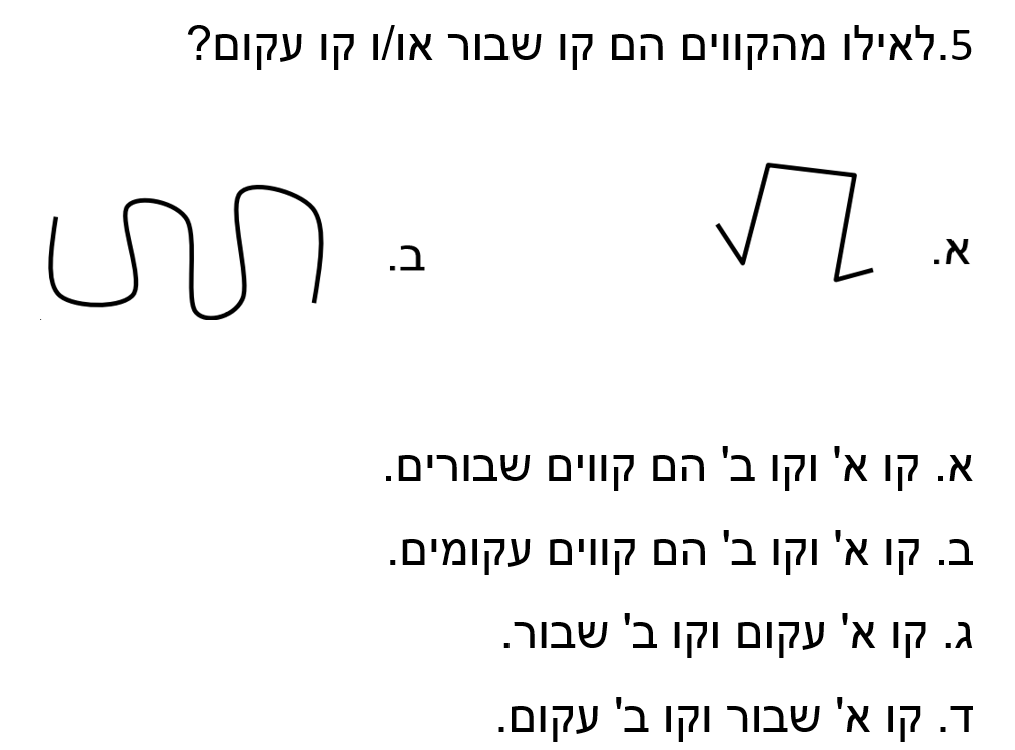 5.לאילו מהקווים הם קו שבור או/ו קו עקום?
א.
ב.
א. קו א' וקו ב' הם קווים שבורים.
ב. קו א' וקו ב' הם קווים עקומים.
ג. קו א' עקום וקו ב' שבור.
ד. קו א' שבור וקו ב' עקום.